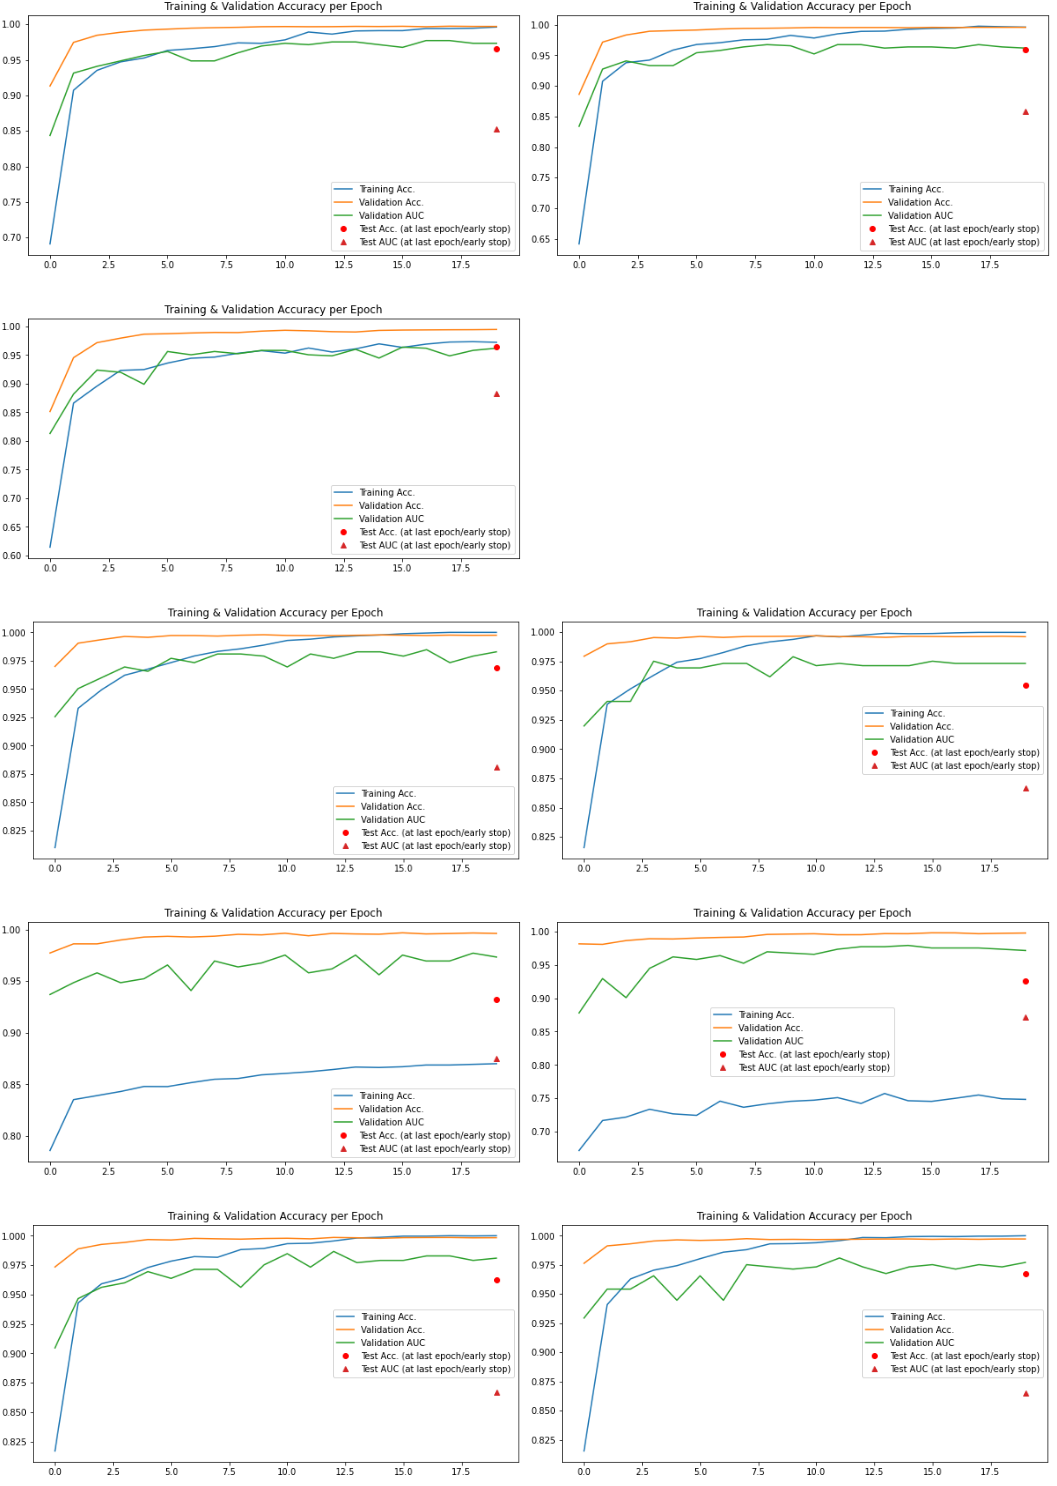 Training & Validation Accuracy per Epoch
1.00
0.95
0.90
0.85
0.80
0.75
0.70
Training Acc.
Validation Acc.
Validation AUC
Test Acc. (at last epoch/early stop)
Test AUC (at last epoch/early stop)
0.0 2.5 5.0 7.5 10.0 12.5 15.0 17.5
Training & Validation Accuracy per Epoch
1.00
0.95
0.90
0.85
0.80
0.75
0.70
0.65
Training Acc.
Validation Acc.
Validation AUC
Test Acc. (at last epoch/early stop)
Test AUC (at last epoch/early stop)
0.0 2.5 5.0 7.5 10.0 12.5 15.0 17.5
Training & Validation Accuracy per Epoch
1.00
0.95
0.90
0.85
0.80
0.75
0.70
0.65
0.60
Training Acc.
Validation Acc.
Validation AUC
Test Acc. (at last epoch/early stop)
Test AUC (at last epoch/early stop)
0.0 2.5 5.0 7.5 10.0 12.5 15.0 17.5
Training & Validation Accuracy per Epoch
1.000
0.975
0.950
0.925
0.900
0.875
0.850
0.825
Training Acc.
Validation Acc.
Validation AUC
Test Acc. (at last epoch/early stop)
Test AUC (at last epoch/early stop)
0.0 2.5 5.0 7.5 10.0 12.5 15.0 17.5
Training & Validation Accuracy per Epoch
1.000
0.975
0.950
0.925
0.900
0.875
0.850
0.825
Training Acc.
Validation Acc.
Validation AUC
Test Acc. (at last epoch/early stop)
Test AUC (at last epoch/early stop)
0.0 2.5 5.0 7.5 10.0 12.5 15.0 17.5
Training & Validation Accuracy per Epoch
1.00
0.95
0.90
0.85
0.80
Training Acc.
Validation Acc.
Validation AUC
Test Acc. (at last epoch/early stop)
Test AUC (at last epoch/early stop)
0.0 2.5 5.0 7.5 10.0 12.5 15.0 17.5
Training & Validation Accuracy per Epoch
1.00
0.95
0.90
0.85
0.80
0.75
0.70
Training Acc.
Validation Acc.
Validation AUC
Test Acc. (at last epoch/early stop)
Test AUC (at last epoch/early stop)
0.0 2.5 5.0 7.5 10.0 12.5 15.0 17.5
Training & Validation Accuracy per Epoch
1.000
0.975
0.950
0.925
0.900
0.875
0.850
0.825
Training Acc.
Validation Acc.
Validation AUC
Test Acc. (at last epoch/early stop)
Test AUC (at last epoch/early stop)
0.0 2.5 5.0 7.5 10.0 12.5 15.0 17.5
Training & Validation Accuracy per Epoch
1.000
0.975
0.950
0.925
0.900
0.875
0.850
0.825
Training Acc.
Validation Acc.
Validation AUC
Test Acc. (at last epoch/early stop)
Test AUC (at last epoch/early stop)
0.0 2.5 5.0 7.5 10.0 12.5 15.0 17.5